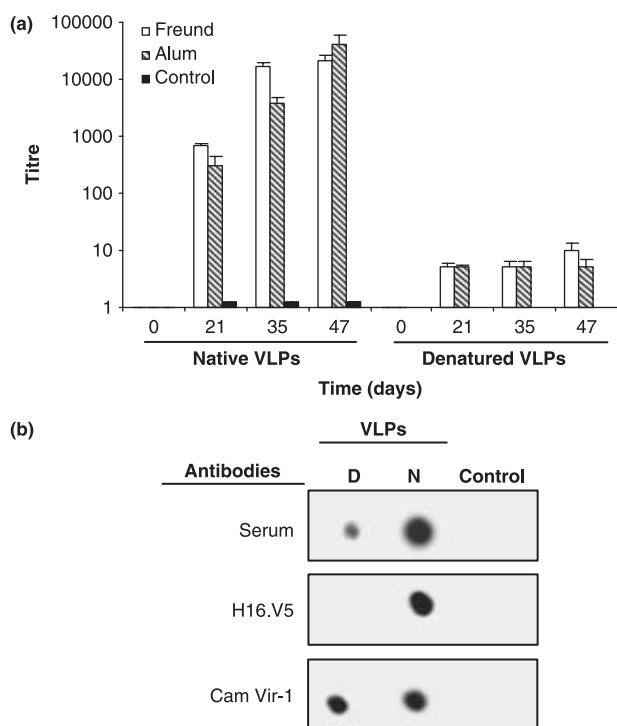 (a)
100000
10000
1000
100
10
1
Titre
Freund
Alum
Control
0 21 35 47 0 21 35 47
Native VLPs Denatured VLPs
Time (days)
(b)
VLPs
Antibodies D N Control
Serum
H16.V5
Cam Vir-1